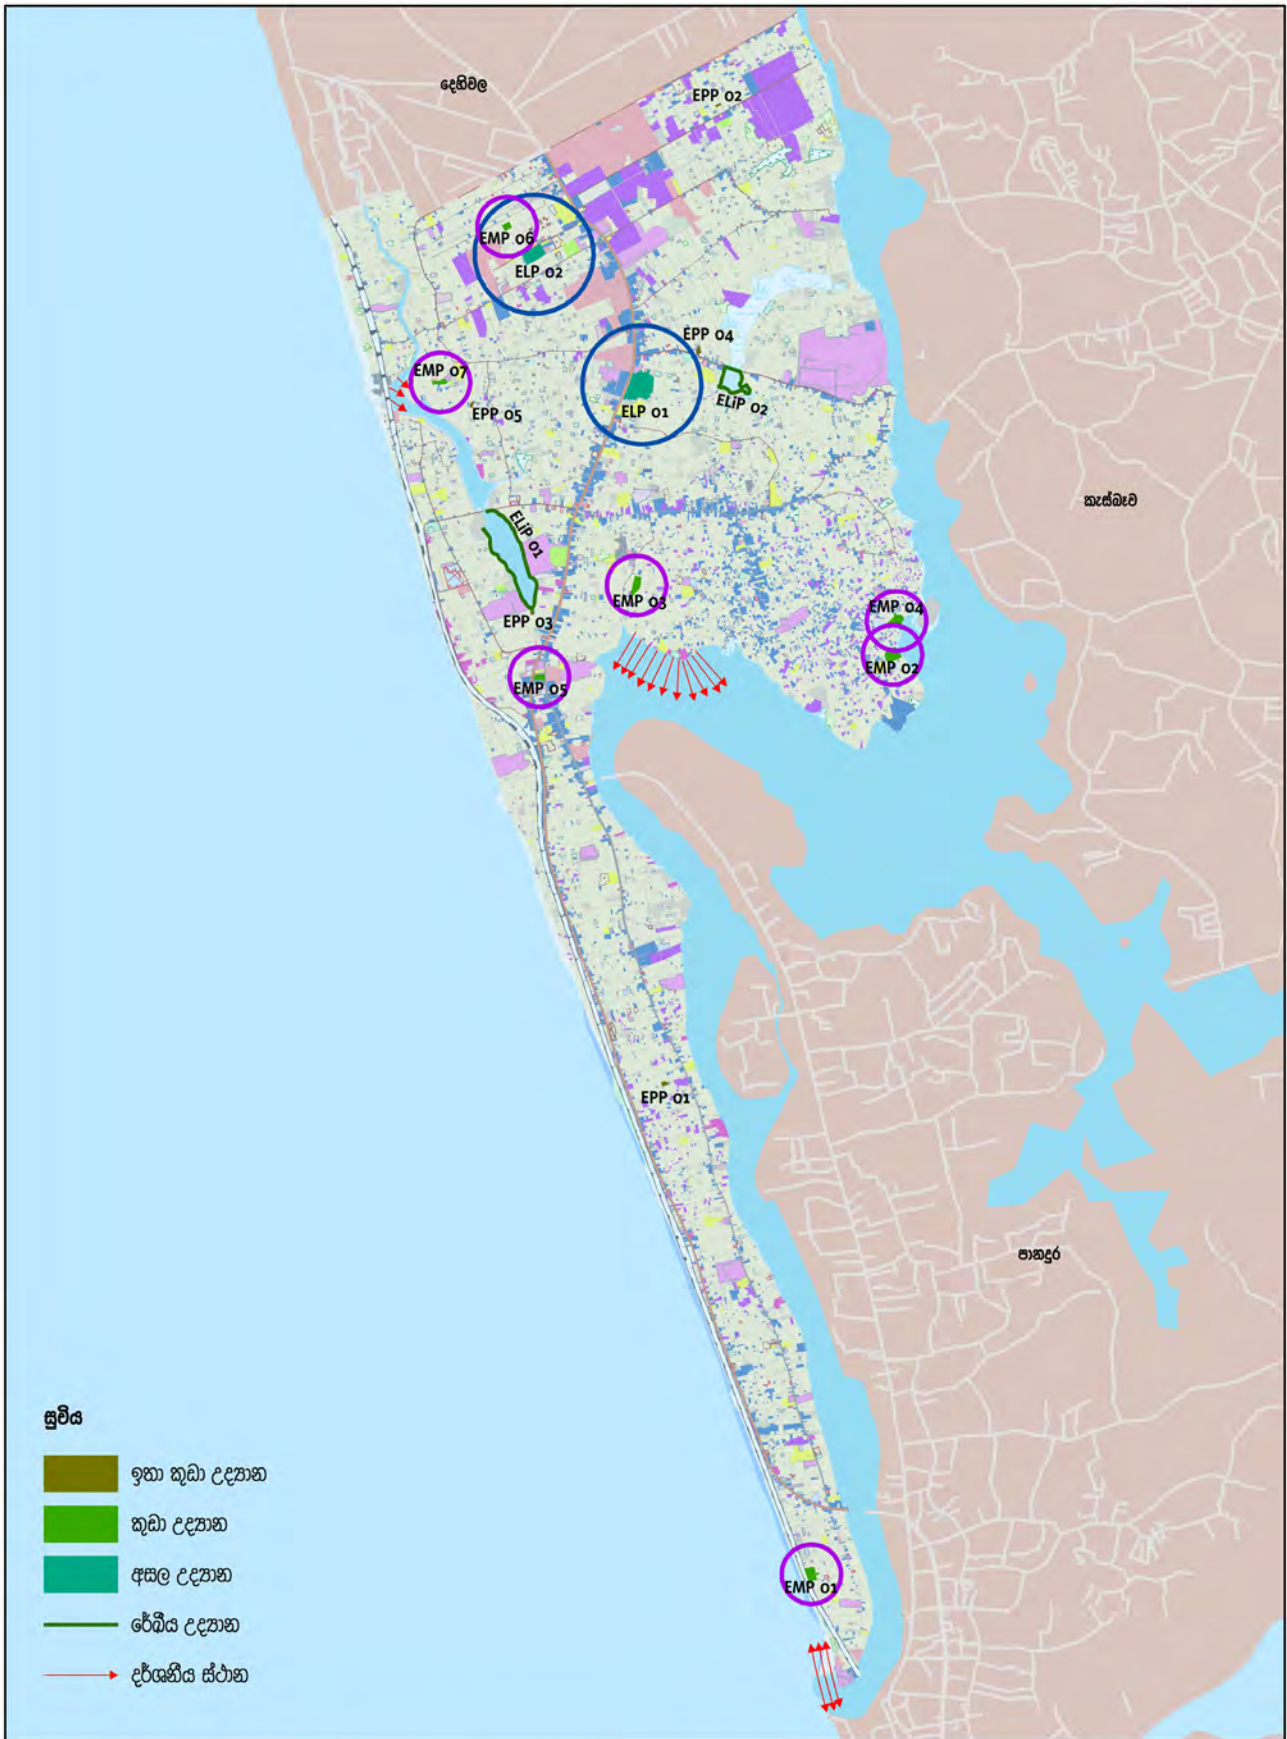 දෙහිවල
EPP 02
EMP 06
ELP 02
EPP 04
EMP 07
ELiP 02
ELP 01
EPP 05
කැස්බෑව
ELiP 01
EMP 03
EMP 04
EPP 03
EMP 02
EMP 05
EPP 01
පානදුර
සූචිය
ඉතා කුඩා උද්‍යාන
කුඩා උද්‍යාන
අසල උද්‍යාන
රේඛීය උද්‍යාන
EMP 01
දර්ශනීය ස්ථාන